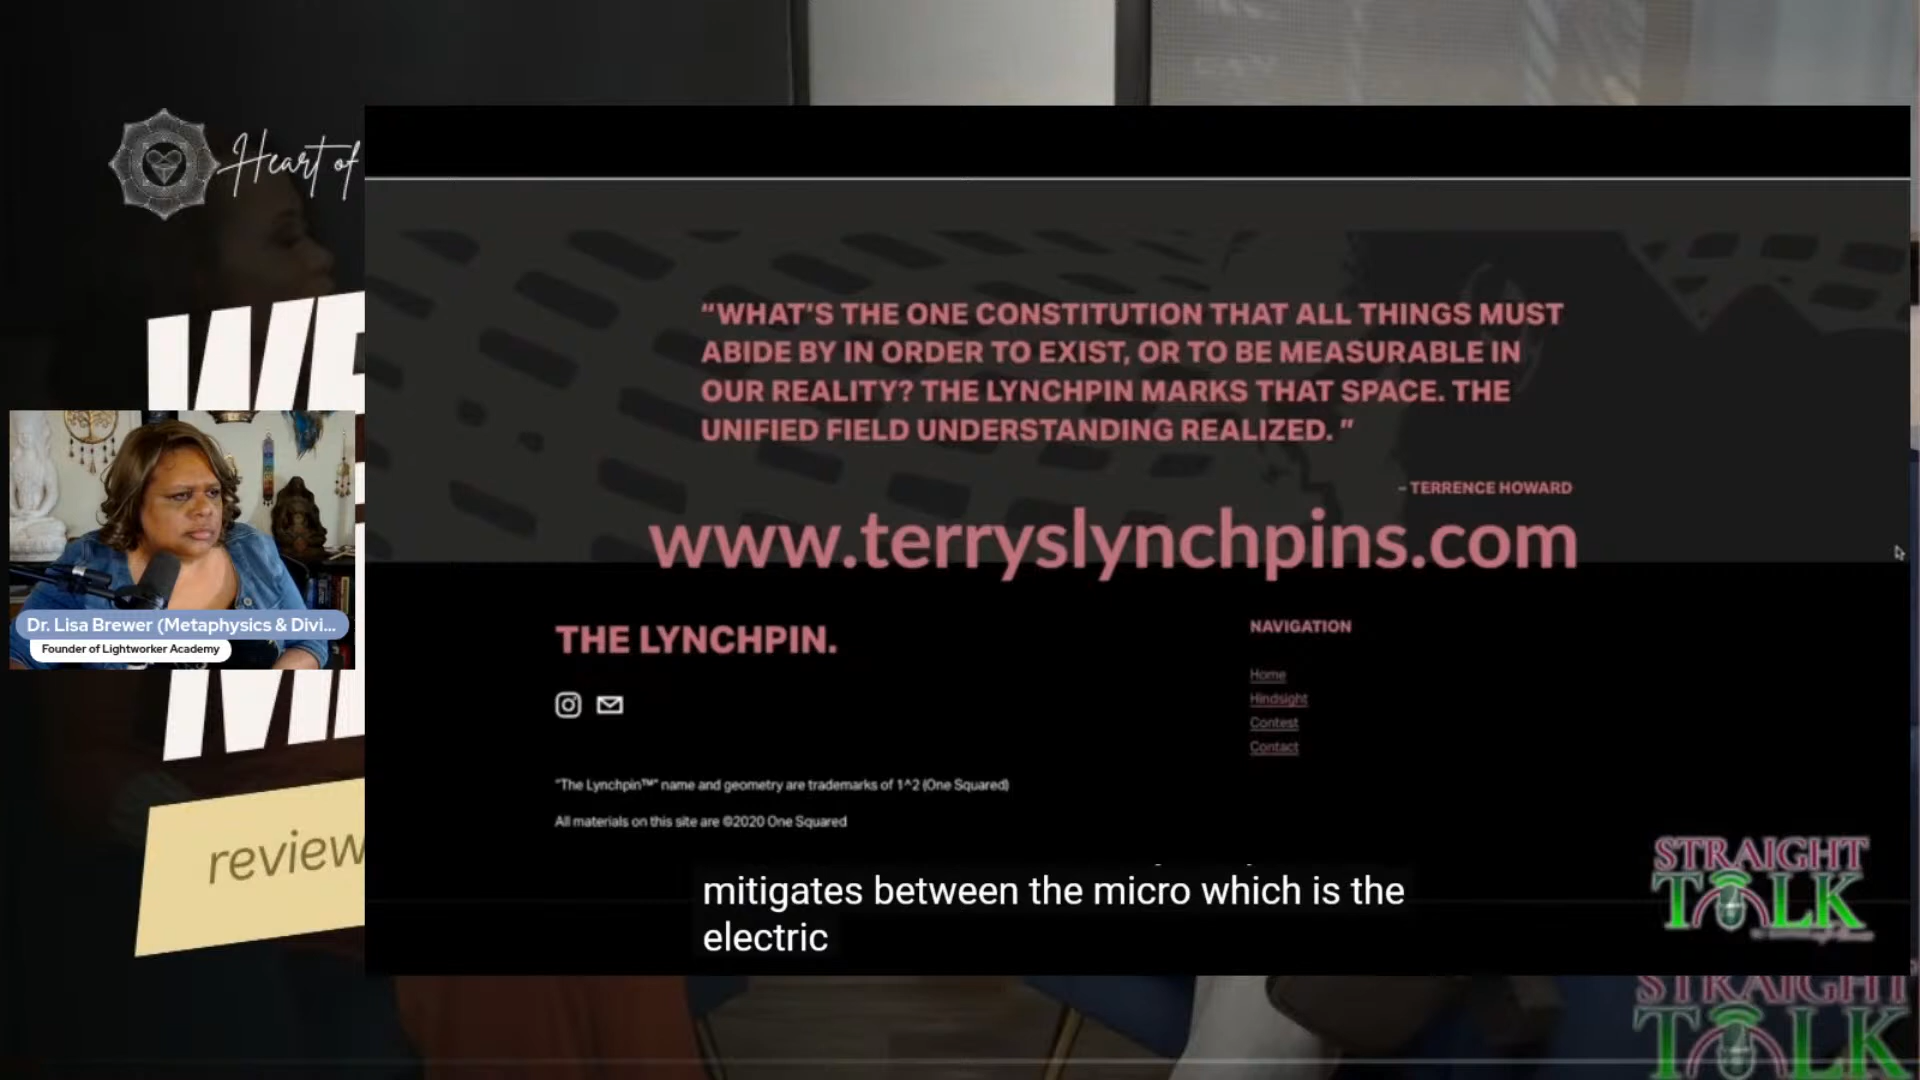 Heart of
"WHAT'S THE ONE CONSTITUTION THAT ALL THINGS MUST
ABIDE BY IN ORDER TO EXIST, OR TO BE MEASURABLE IN
OUR REALITY? THE LYNCHPIN MARKS THAT SPACE. THE
UNIFIED FIELD UNDERSTANDING REALIZED. "
– TERRENCE HOWARD
www.terryslynchpins.com
Dr. Lisa Brewer (Metaphysics & Divi...
Founder of Lightworker Academy
THE LYNCHPIN.
NAVIGATION
Home
Hindsight
Contest
Contact
"The Lynchpin™" name and geometry are trademarks of 1^2 (One Squared)
All materials on this site are ©2020 One Squared
review
mitigates between the micro which is the
electric
STRAIGHT
TALK
STRAIGHT
TALK